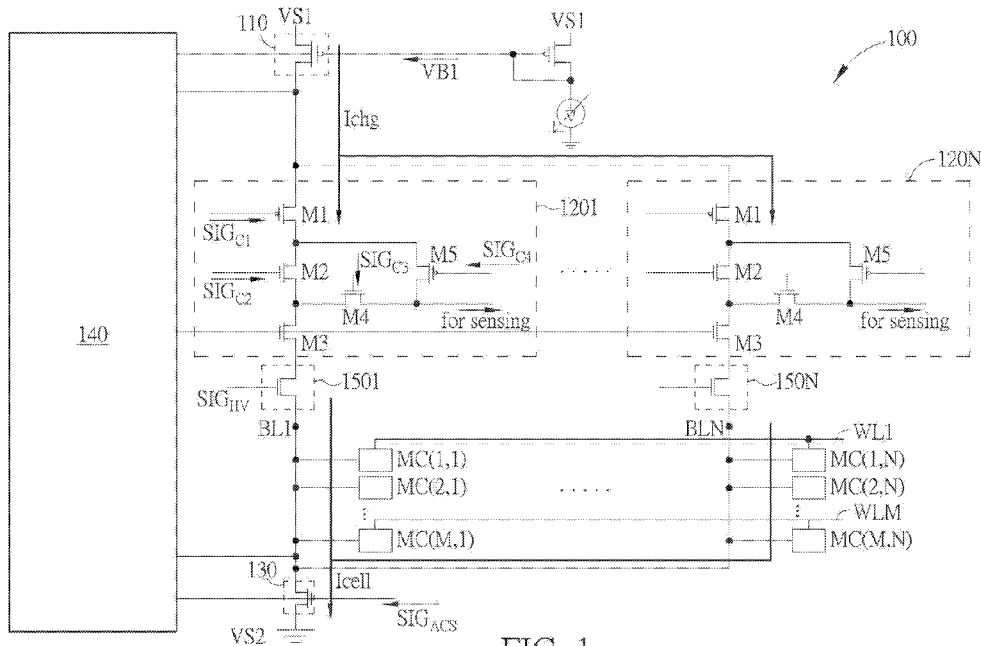 VS1
110
VS1
100
VB1
Ichg
120N
M1
1201
M1
SIGC1
M5
SIGC4
M5
M2
SIGC3
M2
SIGC2
M4
for sensing
M4
for sensing
140
M3
M3
1501
150N
SIGHV
BL1
BLN
WL1
MC(1,1)
MC(1,N)
MC(2,1)
MC(2,N)
WLM
MC(M,1)
MC(M,N)
130
Icell
SIGACS
VS2
FIG. 1